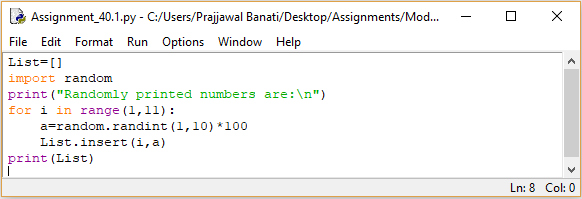 Assignment_40.1.py - C:/Users/Prajjawal Banati/Desktop/Assignments/Mod...
File Edit Format Run Options Window Help
List=[]
import random
print("Randomly printed numbers are:\n")
for i in range(1,11):
    a=random.randint(1,10)*100
    List.insert(i,a)
print(List)
Ln: 8 Col: 0